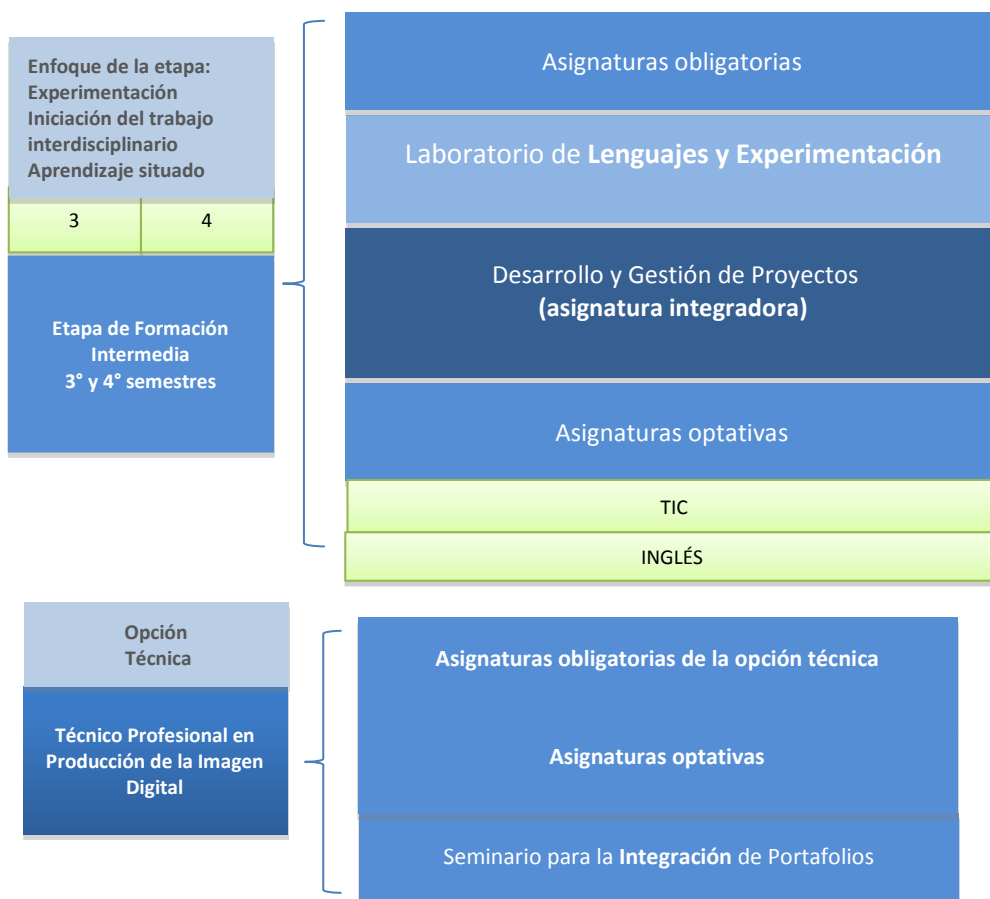 Enfoque de la etapa:
Experimentación
Iniciación del trabajo
interdisciplinario
Aprendizaje situado
3
4
Etapa de Formación
Intermedia
3° y 4° semestres
Asignaturas obligatorias
Laboratorio de Lenguajes y Experimentación
Desarrollo y Gestión de Proyectos
(asignatura integradora)
Asignaturas optativas
TIC
INGLÉS
Opción
Técnica
Técnico Profesional en
Producción de la Imagen
Digital
Asignaturas obligatorias de la opción técnica
Asignaturas optativas
Seminario para la Integración de Portafolios